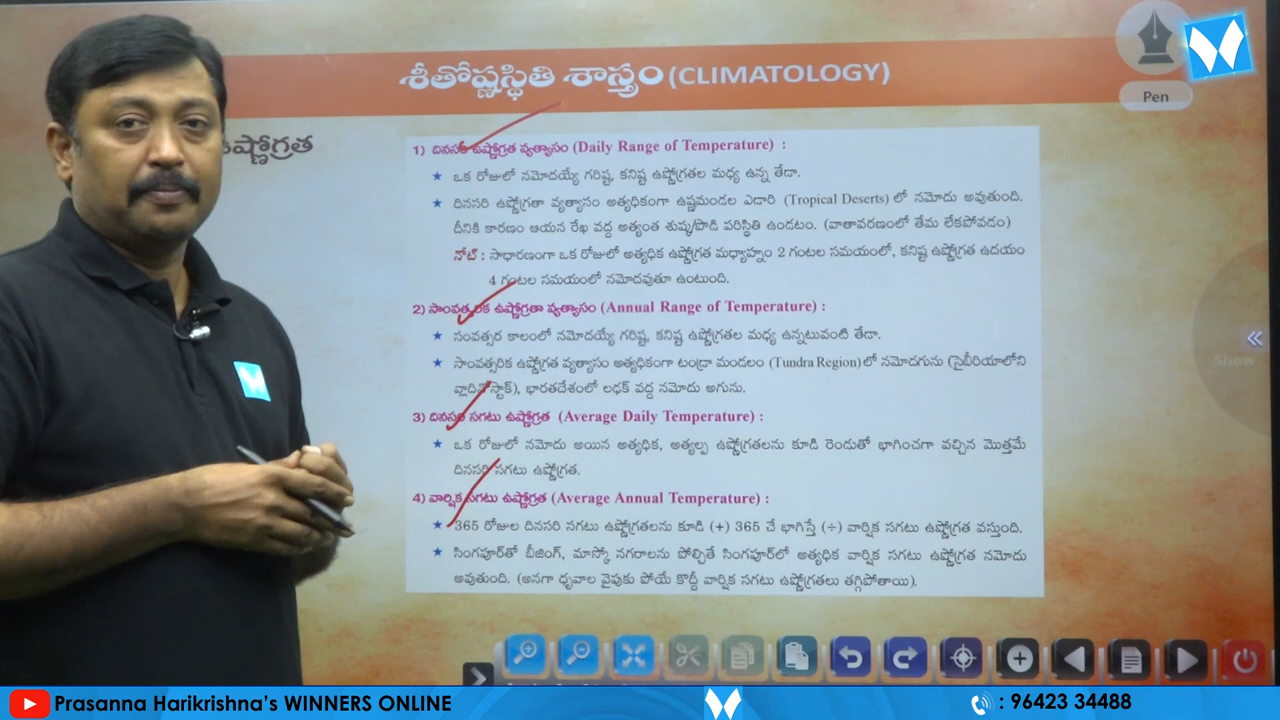 శీతోష్ణస్థితి శాస్త్రం (CLIMATOLOGY)
Pen
ఉష్ణోగ్రత
1) దినసరి ఉష్ణోగ్రత వ్యత్యాసం (Daily Range of Temperature) :
★ ఒక రోజులో నమోదయ్యే గరిష్ట, కనిష్ట ఉష్ణోగ్రతల మధ్య ఉన్న తేడా.
★ దినసరి ఉష్ణోగ్రతా వ్యత్యాసం అత్యధికంగా ఉష్ణమండల ఎడారి (Tropical Deserts) లో నమోదు అవుతుంది.
దీనికి కారణం ఆయన రేఖ వద్ద అత్యంత శుష్క/పొడి పరిస్థితి ఉండటం. (వాతావరణంలో తేమ లేకపోవడం)
నోట్ : సాధారణంగా ఒక రోజులో అత్యధిక ఉష్ణోగ్రత మధ్యాహ్నం 2 గంటల సమయంలో, కనిష్ట ఉష్ణోగ్రత ఉదయం
4 గంటల సమయంలో నమోదవుతూ ఉంటుంది.
2) సాంవత్సరిక ఉష్ణోగ్రతా వ్యత్యాసం (Annual Range of Temperature) :
★ సంవత్సర కాలంలో నమోదయ్యే గరిష్ట, కనిష్ట ఉష్ణోగ్రతల మధ్య ఉన్నటువంటి తేడా.
★ సాంవత్సరిక ఉష్ణోగ్రత వ్యత్యాసం అత్యధికంగా టండ్రా మండలం (Tundra Region) లో నమోదగును (సైబీరియాలోని
వ్లాదివోస్టాక్), భారతదేశంలో లధక్ వద్ద నమోదు అగును.
3) దినసరి సగటు ఉష్ణోగ్రత (Average Daily Temperature) :
★ ఒక రోజులో నమోదు అయిన అత్యధిక, అత్యల్ప ఉష్ణోగ్రతలను కూడి రెండుతో భాగించగా వచ్చిన మొత్తమే
దినసరి సగటు ఉష్ణోగ్రత.
4) వార్షిక సగటు ఉష్ణోగ్రత (Average Annual Temperature) :
★ 365 రోజుల దినసరి సగటు ఉష్ణోగ్రతలను కూడి (+) 365 చే భాగిస్తే (÷) వార్షిక సగటు ఉష్ణోగ్రత వస్తుంది.
★ సింగపూర్‌తో బీజింగ్, మాస్కో నగరాలను పోల్చితే సింగపూర్‌లో అత్యధిక వార్షిక సగటు ఉష్ణోగ్రత నమోదు
అవుతుంది. (అనగా ధృవాల వైపుకు పోయే కొద్దీ వార్షిక సగటు ఉష్ణోగ్రతలు తగ్గిపోతాయి).
Show
Prasanna Harikrishna's WINNERS ONLINE
: 96423 34488